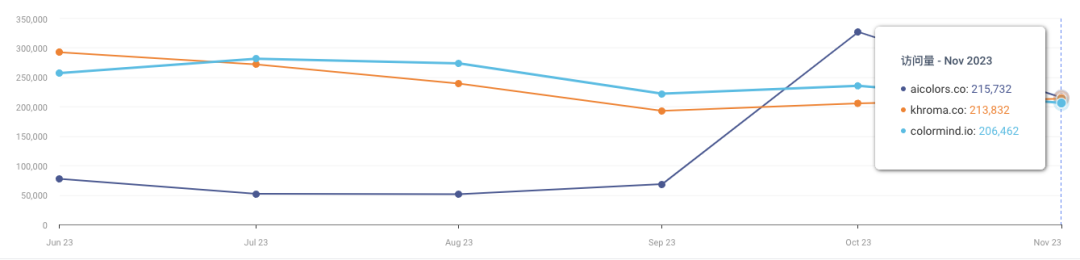 350,000
300,000
250,000
200,000
150,000
100,000
50,000
0
Jun 23
Jul 23
Aug 23
Sep 23
Oct 23
Nov 23
访问量 - Nov 2023
aicolors.co: 215,732
khroma.co: 213,832
colormind.io: 206,462